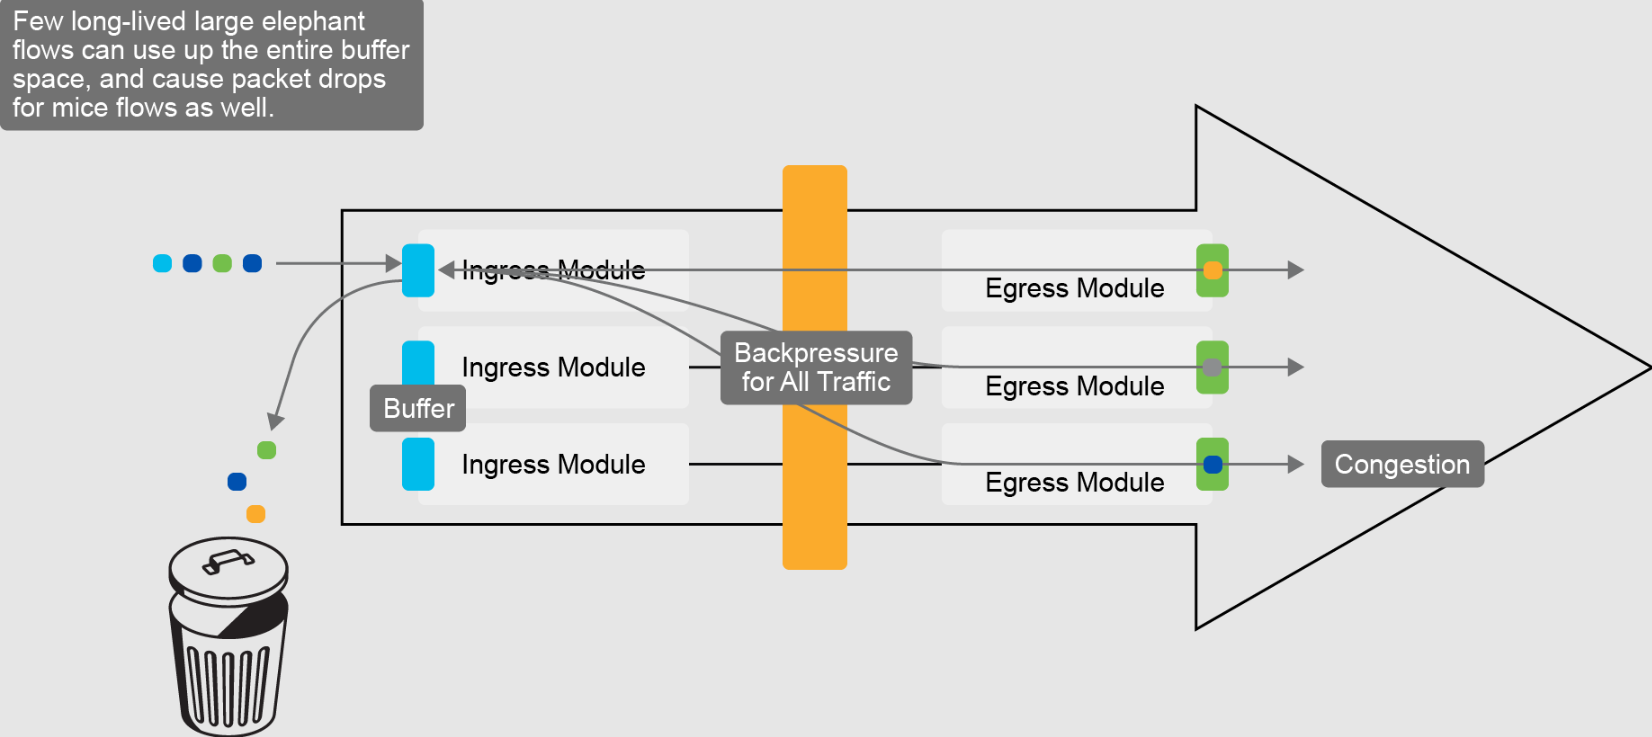 Few long-lived large elephant
flows can use up the entire buffer
space, and cause packet drops
for mice flows as well.
Ingress Module
Egress Module
Ingress Module
Backpressure
for All Traffic
Egress Module
Buffer
Ingress Module
Egress Module
Congestion